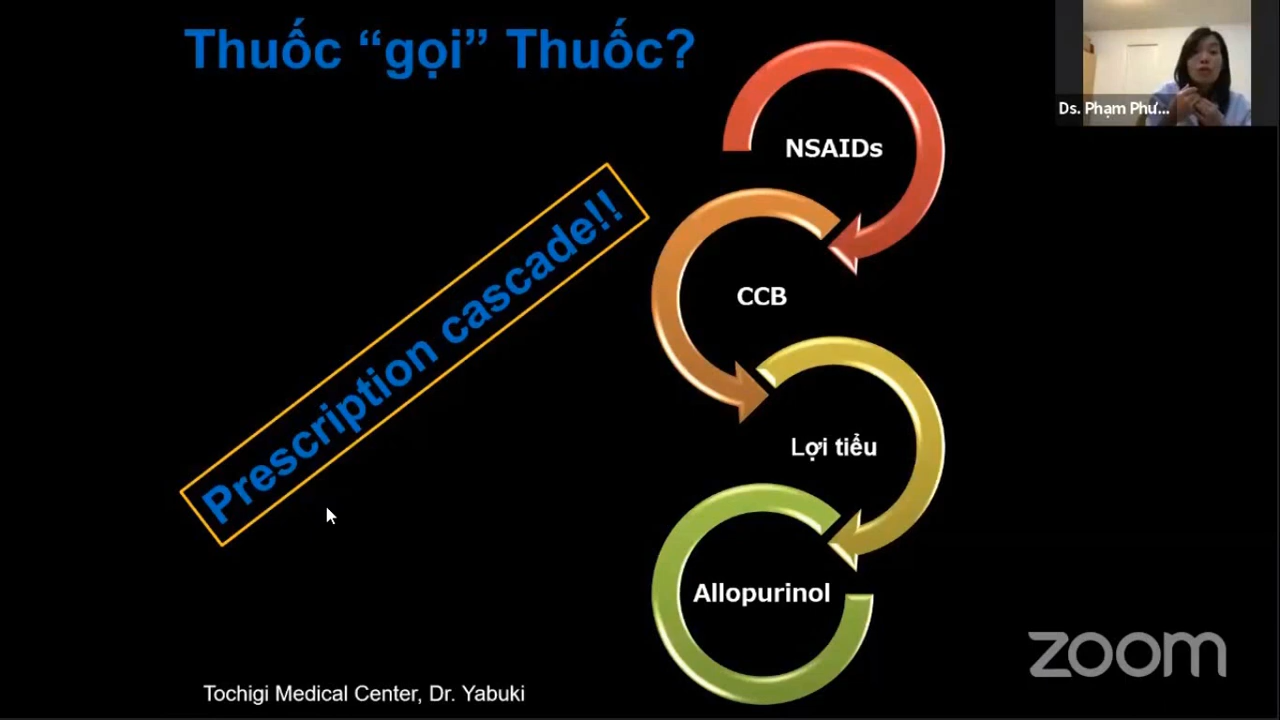 Thuốc “gọi” Thuốc?
Ds. Phạm Phư...
NSAIDs
Prescription cascade!!
CCB
Lợi tiểu
Allopurinol
zoom
Tochigi Medical Center, Dr. Yabuki